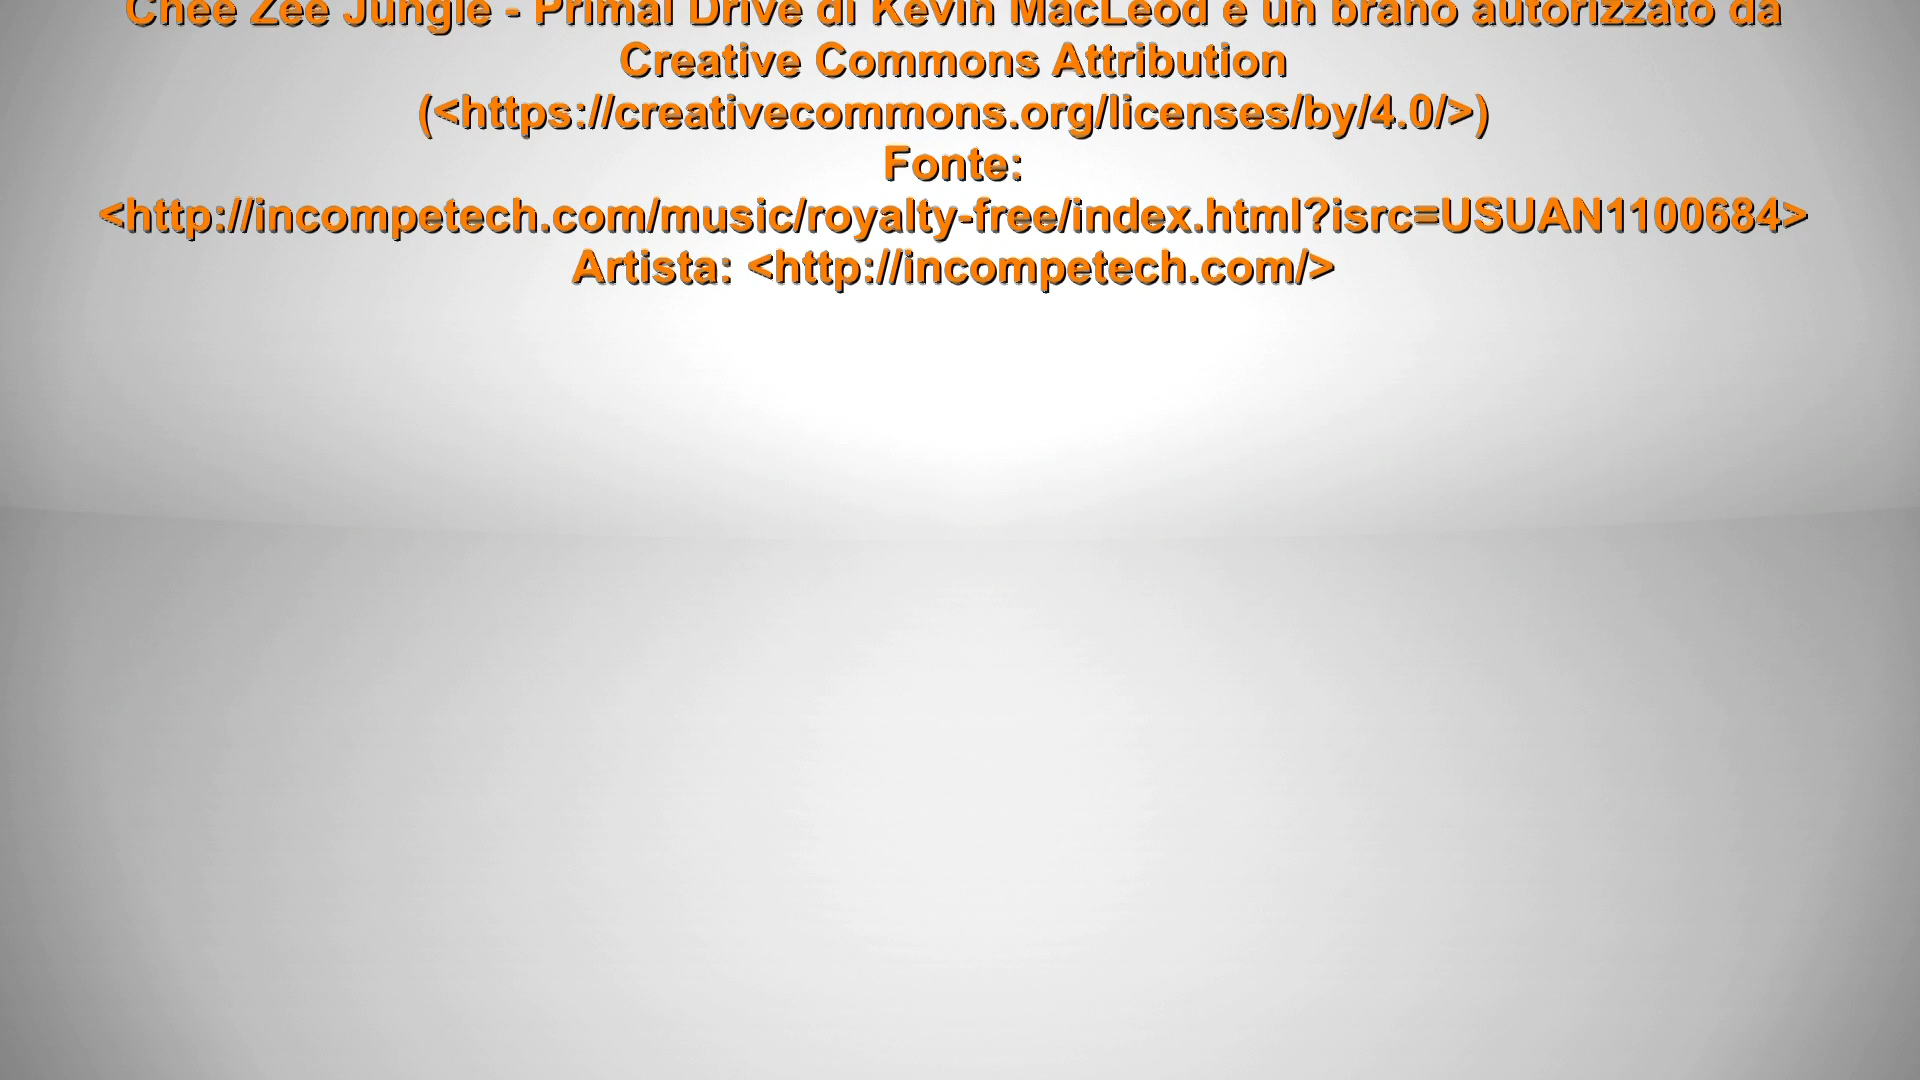 Chee Zee Jungle - Primal Drive di Kevin MacLeod è un brano autorizzato da
Creative Commons Attribution
(<https://creativecommons.org/licenses/by/4.0/>)
Fonte:
<http://incompetech.com/music/royalty-free/index.html?isrc=USUAN1100684>
Artista: <http://incompetech.com/>